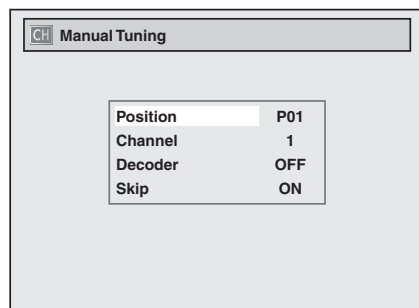 CH Manual Tuning
Position P01
Channel 1
Decoder OFF
Skip ON